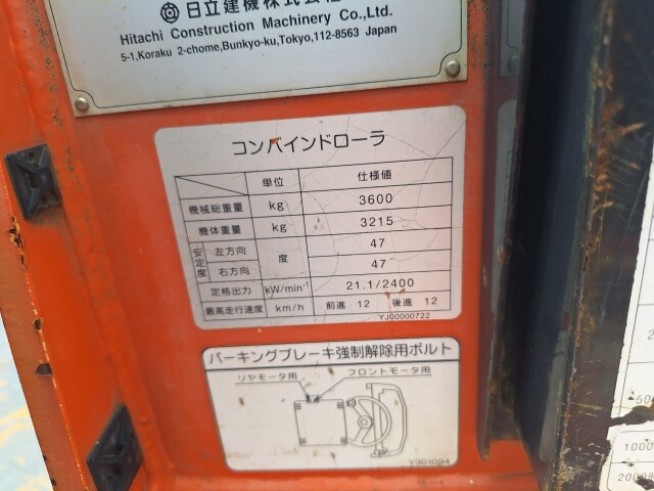 日立建機株式会社
Hitachi Construction Machinery Co.,Ltd.
5-1,Koraku 2-chome,Bunkyo-ku,Tokyo,112-8563 Japan
コンバインドローラ
単位 仕様値
機械総重量 kg 3600
機体重量 kg 3215
安定度 左方向 度 47
右方向 47
定格出力 kW/min⁻¹ 21.1/2400
最高走行速度 km/h 前進 12 後進 12
YJ00000722
パーキングブレーキ強制解除用ボルト
リヤモータ用 フロントモータ用
Y301094
2
50
1000
2000